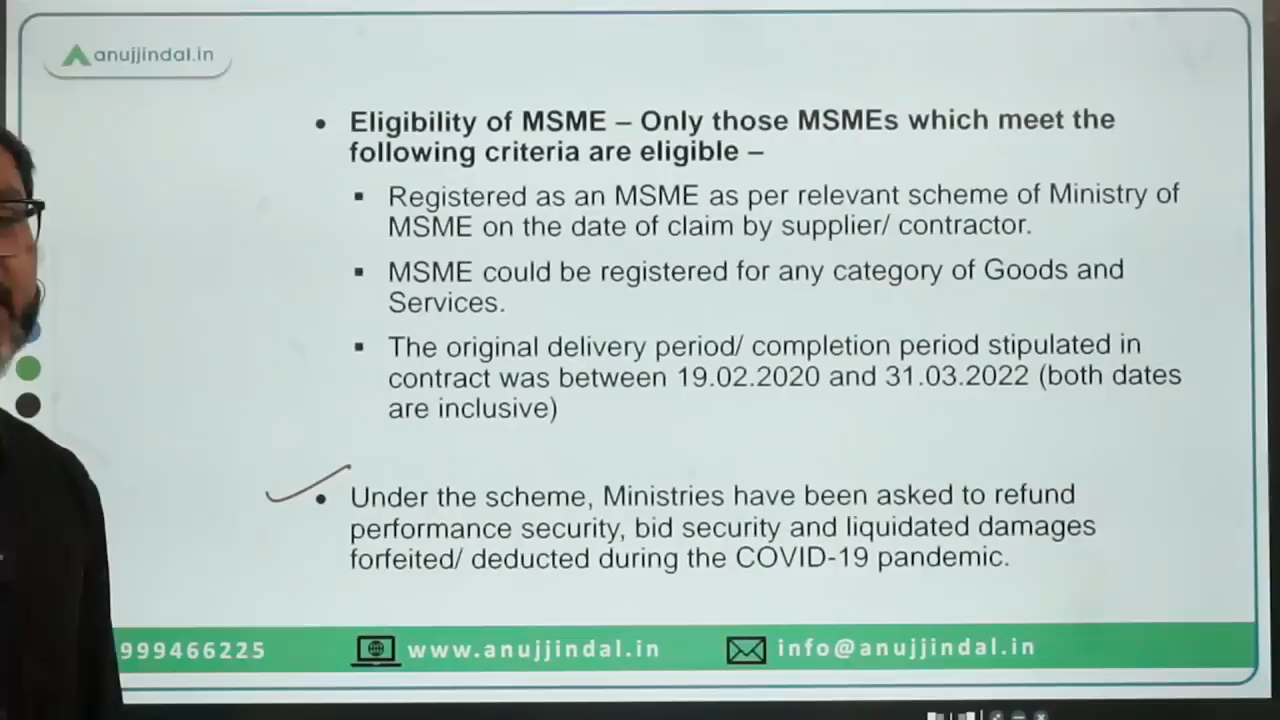 anujjindal.in
• Eligibility of MSME – Only those MSMEs which meet the
following criteria are eligible –
▪ Registered as an MSME as per relevant scheme of Ministry of
MSME on the date of claim by supplier/ contractor.
▪ MSME could be registered for any category of Goods and
Services.
▪ The original delivery period/ completion period stipulated in
contract was between 19.02.2020 and 31.03.2022 (both dates
are inclusive)
• Under the scheme, Ministries have been asked to refund
performance security, bid security and liquidated damages
forfeited/ deducted during the COVID-19 pandemic.
999466225 www.anujjindal.in info@anujjindal.in